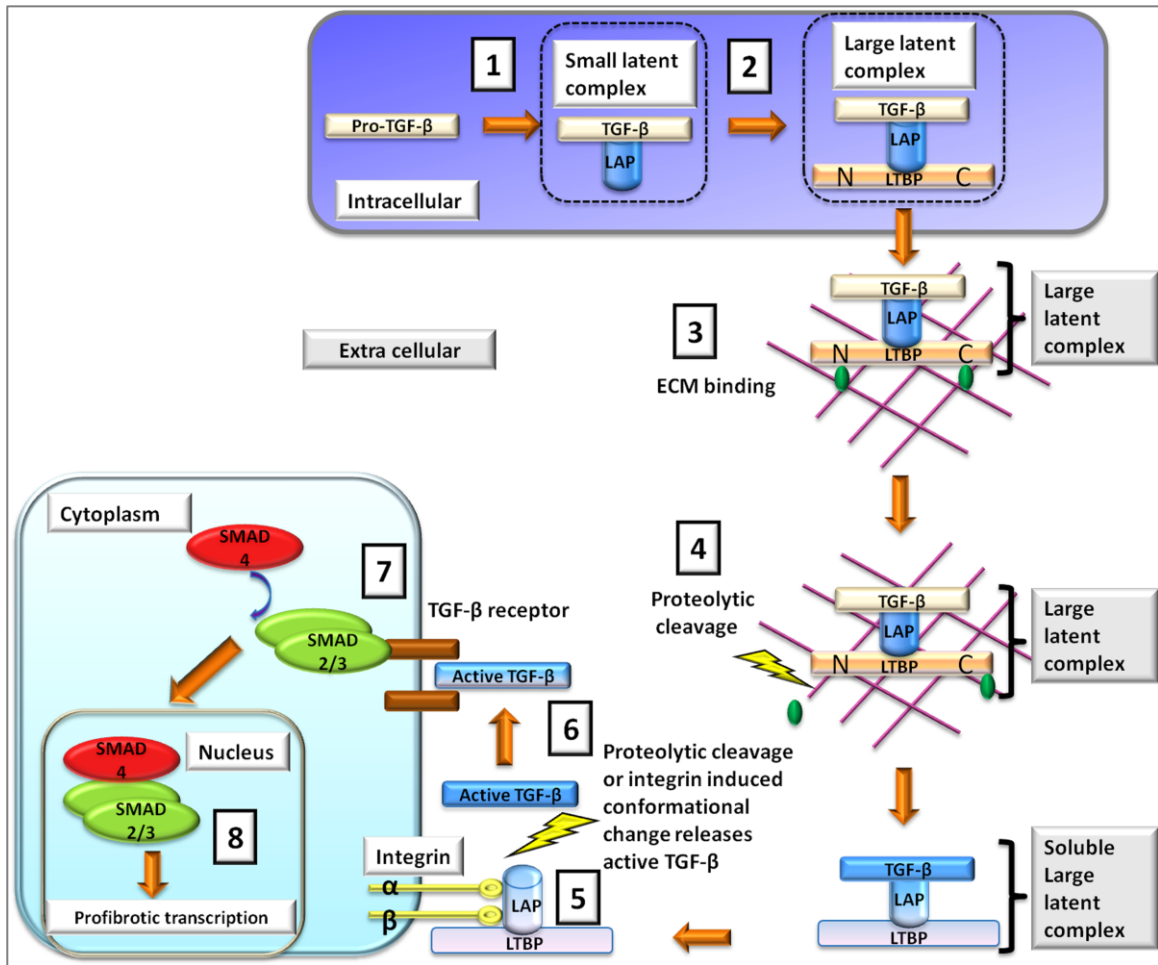 1
Small latent
complex
2
Large latent
complex
Pro-TGF-β
TGF-β
LAP
TGF-β
LAP
N LTBP C
Intracellular
TGF-β
LAP
N LTBP C
Large
latent
complex
3
ECM binding
Extra cellular
4
Proteolytic
cleavage
TGF-β
LAP
N LTBP C
Large
latent
complex
Cytoplasm
SMAD
4
7
TGF-β receptor
SMAD
2/3
Active TGF-β
6
Nucleus
SMAD
4
SMAD
2/3
8
Profibrotic transcription
Active TGF-β
Proteolytic cleavage
or integrin induced
conformational
change releases
active TGF-β
Integrin
α
β
LAP
LTBP
5
TGF-β
LAP
LTBP
Soluble
Large
latent
complex